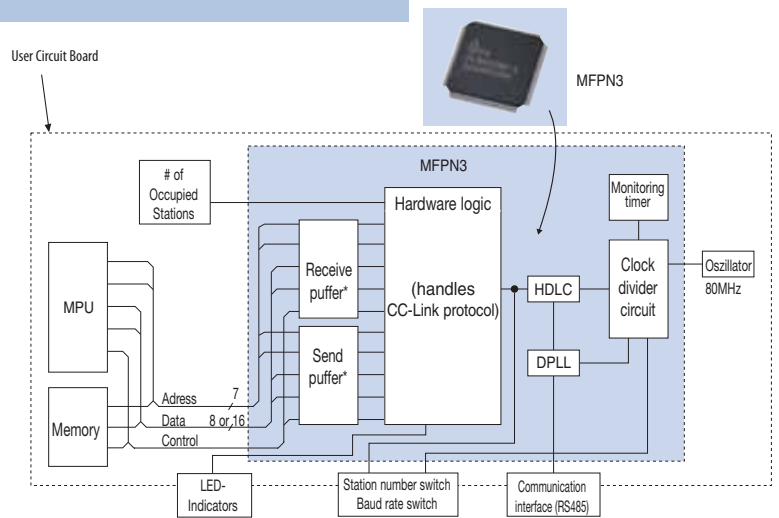 User Circuit Board
MFPN3
MFPN3
# of
Occupied
Stations
Hardware logic
Monitoring
timer
MPU
Receive
puffer*
(handles
CC-Link protocol)
HDLC
Clock
divider
circuit
Oszillator
80MHz
Send
puffer*
DPLL
Memory
Adress 7
Data 8 or 16
Control
LED-
Indicators
Station number switch
Baud rate switch
Communication
interface (RS485)